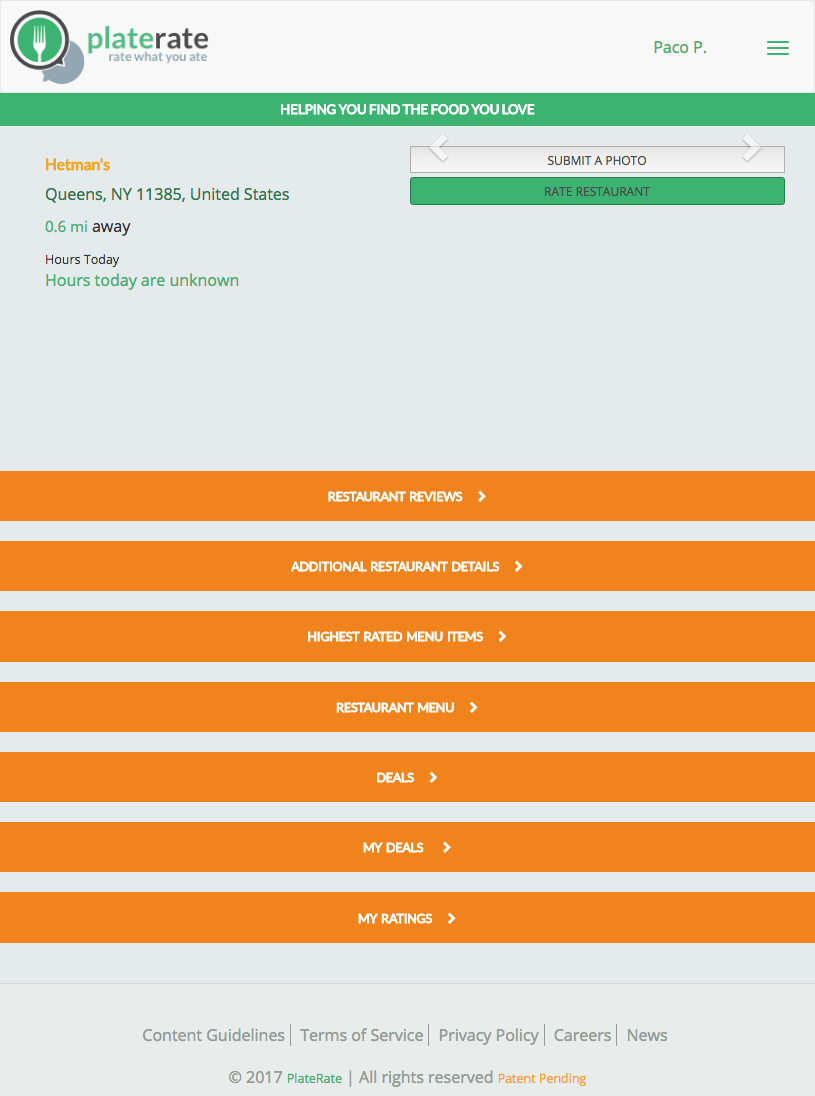 platerate
rate what you ate
Paco P.
HELPING YOU FIND THE FOOD YOU LOVE
Hetman's
Queens, NY 11385, United States
0.6 mi away
Hours Today
Hours today are unknown
SUBMIT A PHOTO
RATE RESTAURANT
RESTAURANT REVIEWS
ADDITIONAL RESTAURANT DETAILS
HIGHEST RATED MENU ITEMS
RESTAURANT MENU
DEALS
MY DEALS
MY RATINGS
Content Guidelines | Terms of Service | Privacy Policy | Careers | News
© 2017 PlateRate | All rights reserved Patent Pending